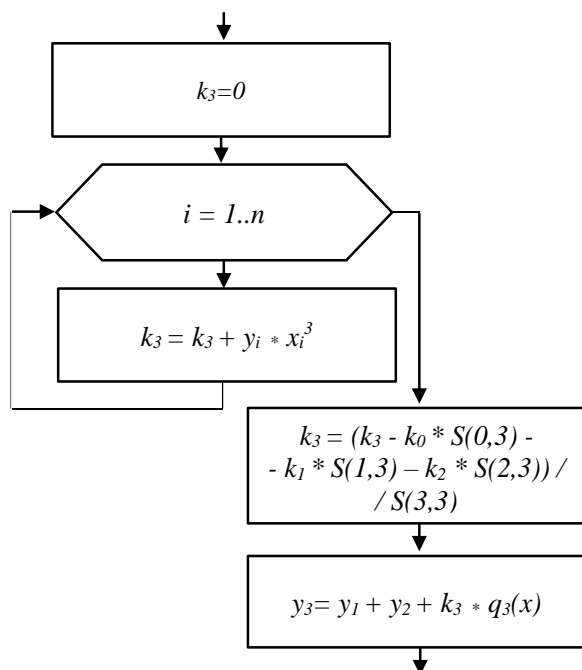 k₃=0
i = 1..n
k₃ = k₃ + yᵢ * xᵢ³
k₃ = (k₃ - k₀ * S(0,3) -
- k₁ * S(1,3) – k₂ * S(2,3)) /
/ S(3,3)
y₃= y₁ + y₂ + k₃ * q₃(x)